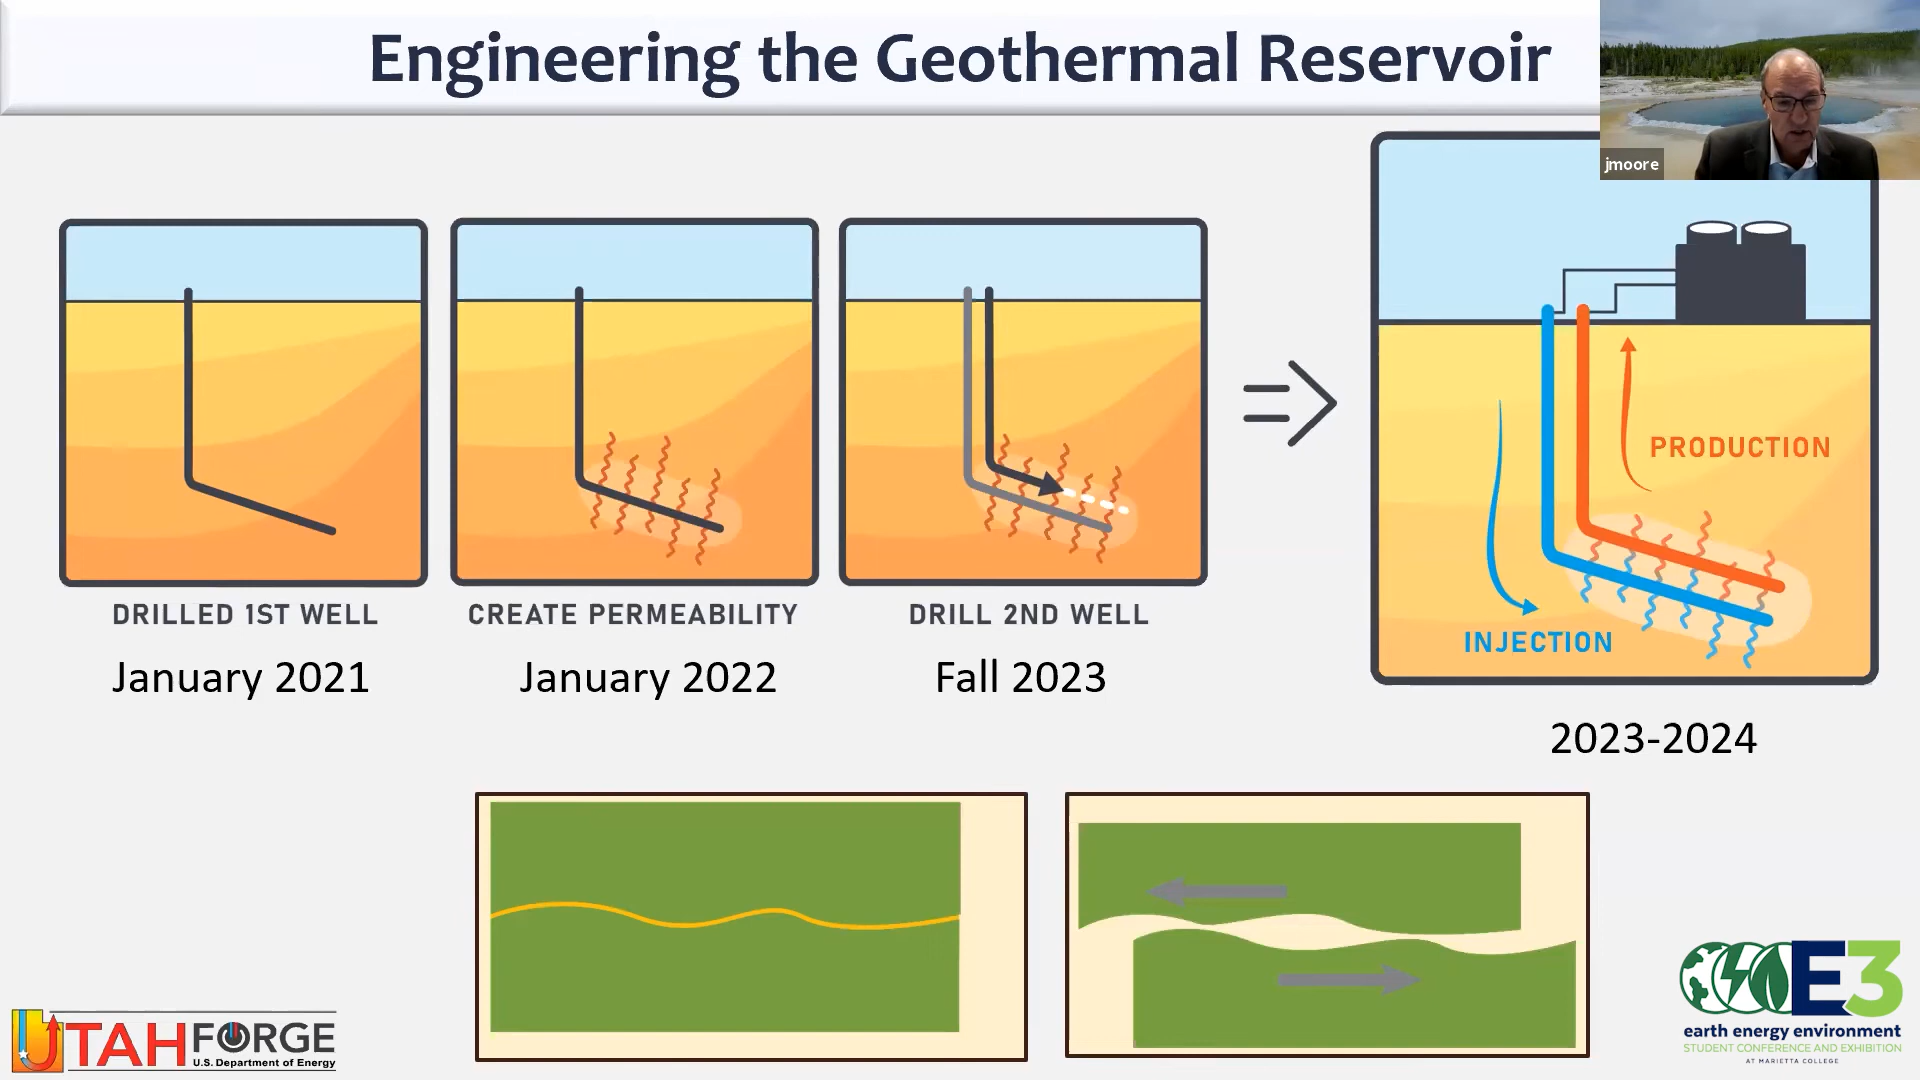 Engineering the Geothermal Reservoir
jmoore
PRODUCTION
INJECTION
DRILLED 1ST WELL
CREATE PERMEABILITY
DRILL 2ND WELL
January 2021
January 2022
Fall 2023
2023-2024
UTAH FORGE
U.S. Department of Energy
E3
earth energy environment
STUDENT CONFERENCE AND EXHIBITION
AT MARIETTA COLLEGE